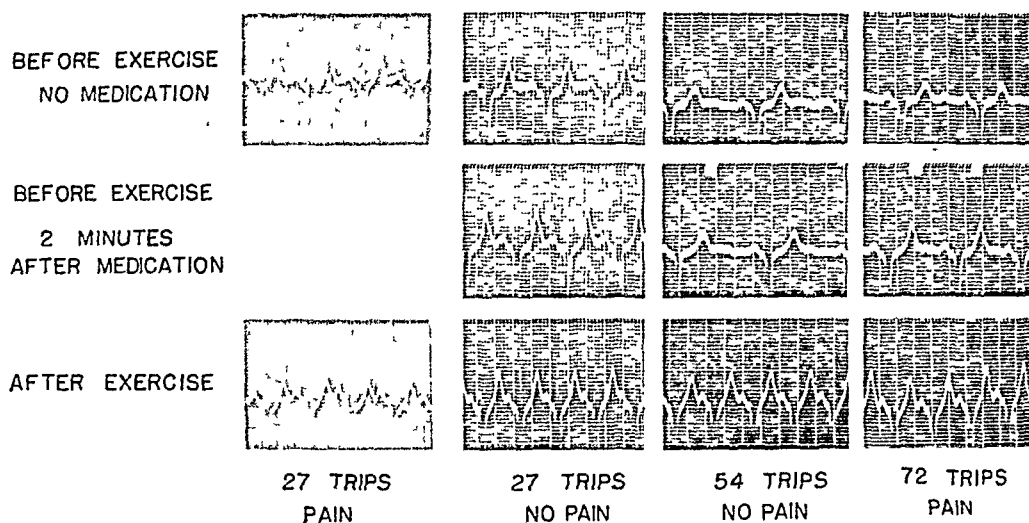 BEFORE EXERCISE
NO MEDICATION
BEFORE EXERCISE
2 MINUTES
AFTER MEDICATION
AFTER EXERCISE
27 TRIPS
PAIN
27 TRIPS
NO PAIN
54 TRIPS
NO PAIN
72 TRIPS
PAIN